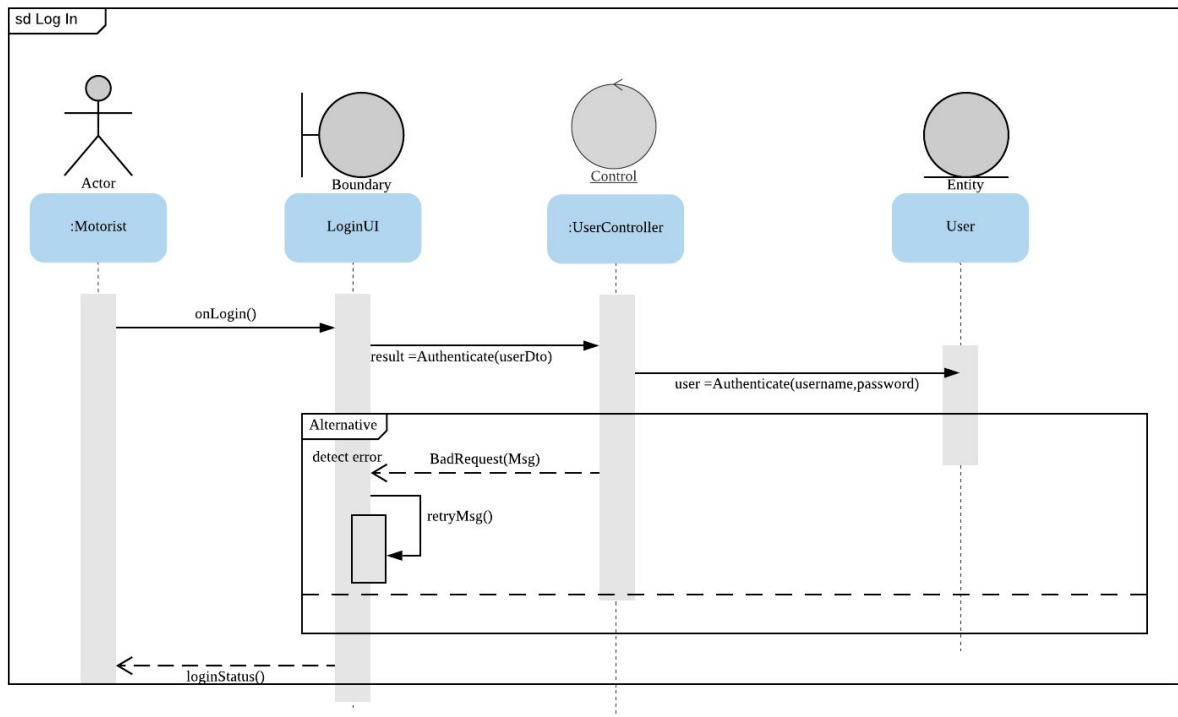 sd Log In
Actor
Boundary
Control
Entity
:Motorist
LoginUI
:UserController
User
onLogin()
result =Authenticate(userDto)
user =Authenticate(username,password)
Alternative
detect error
BadRequest(Msg)
retryMsg()
loginStatus()